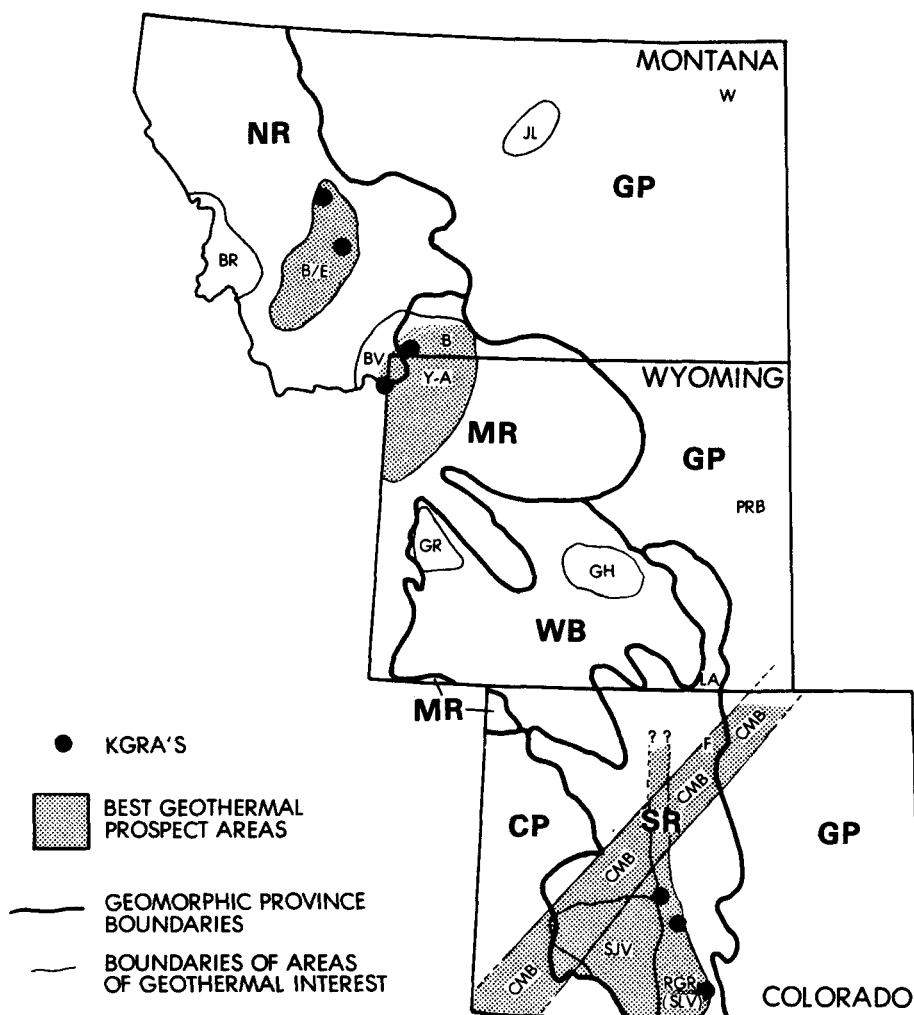 MONTANA
W
JL
NR
GP
BR
B/E
BV
B
Y-A
WYOMING
MR
GP
PRB
GR
GH
WB
LA
MR
? ?
F
CMB
CMB
CP
SR
GP
CMB
SJV
CMB
RGR
(SLV)
COLORADO
KGRA'S
BEST GEOTHERMAL
PROSPECT AREAS
GEOMORPHIC PROVINCE
BOUNDARIES
BOUNDARIES OF AREAS
OF GEOTHERMAL INTEREST